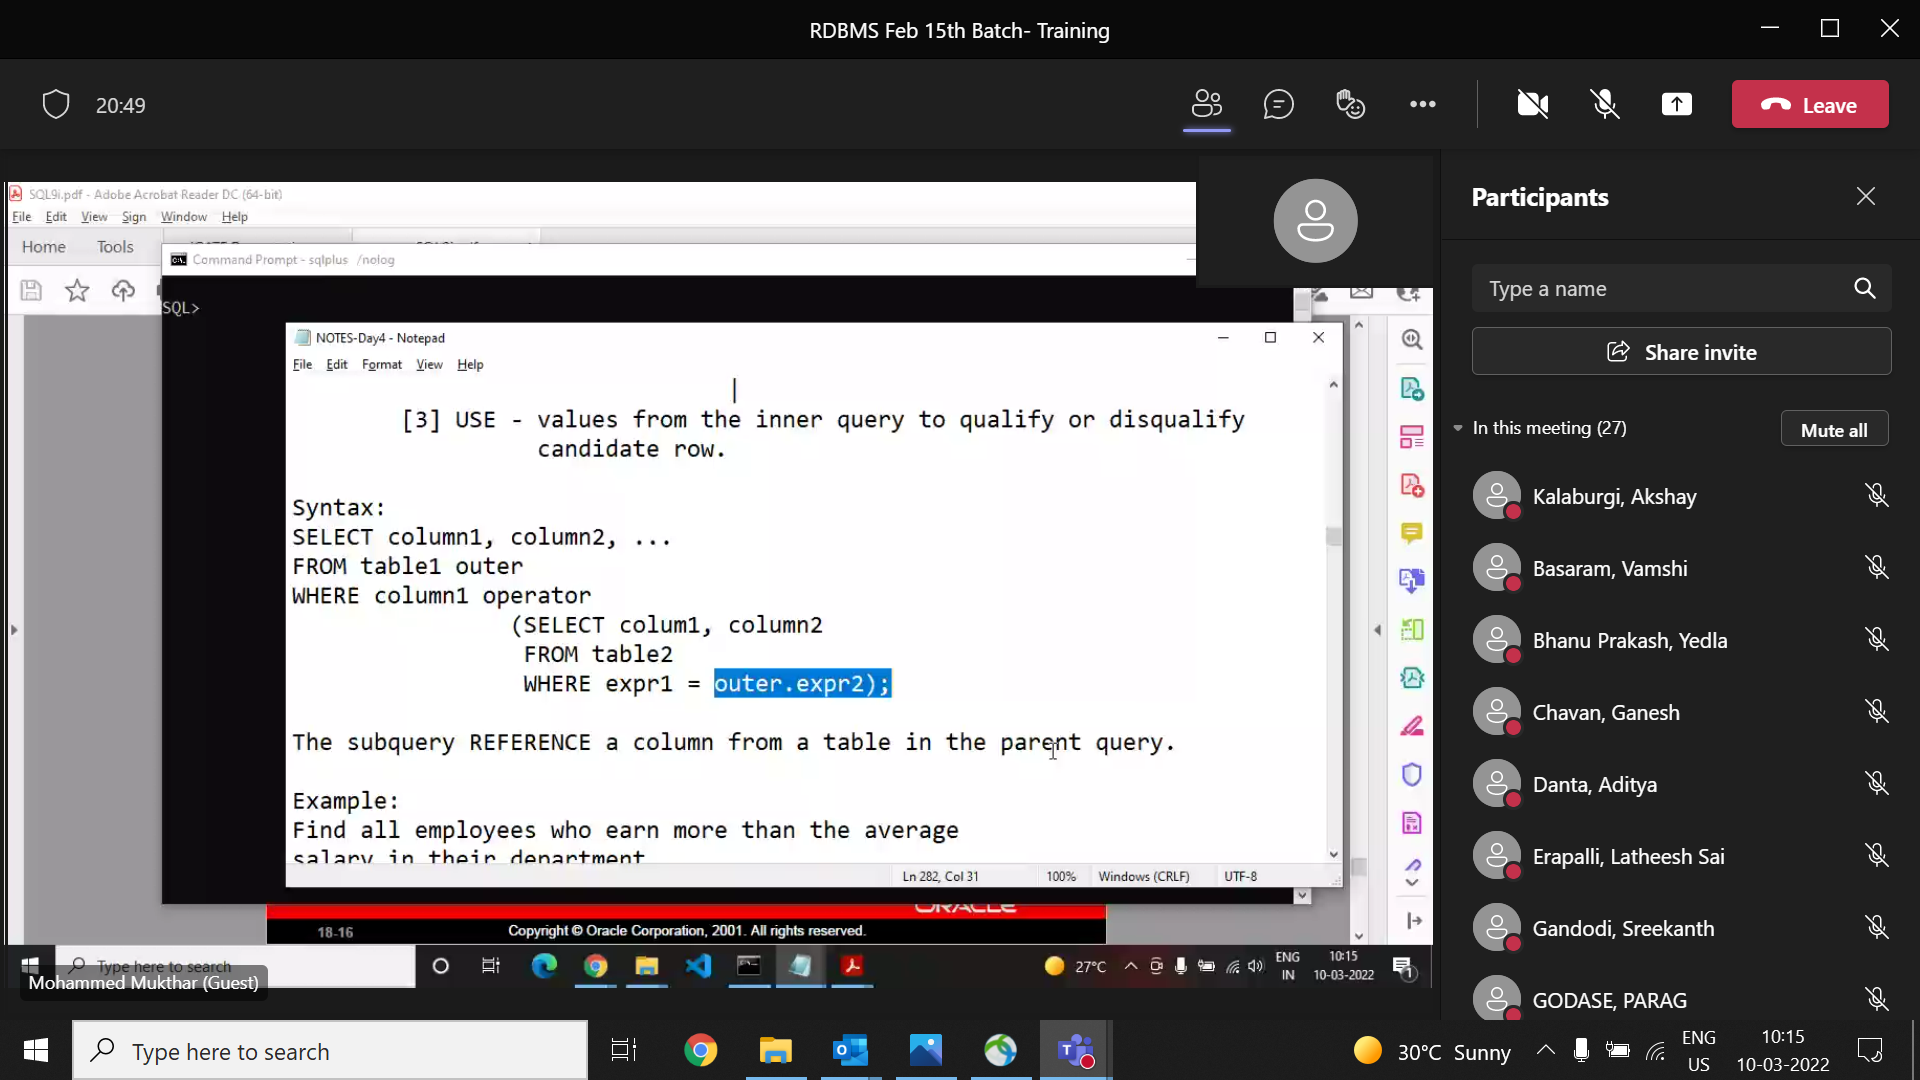 RDBMS Feb 15th Batch- Training
20:49
Leave
SQL9i.pdf - Adobe Acrobat Reader DC (64-bit)
File Edit View Sign Window Help
Home Tools
Command Prompt - sqlplus /nolog
SQL>
NOTES-Day4 - Notepad
File Edit Format View Help
[3] USE - values from the inner query to qualify or disqualify
candidate row.
Syntax:
SELECT column1, column2, ...
FROM table1 outer
WHERE column1 operator
(SELECT colum1, column2
FROM table2
WHERE expr1 = outer.expr2);
The subquery REFERENCE a column from a table in the parent query.
Example:
Find all employees who earn more than the average
salary in their department
Ln 282, Col 31 100% Windows (CRLF) UTF-8
ORACLE
18-16 Copyright © Oracle Corporation, 2001. All rights reserved.
Type here to search
27°C
ENG
IN
10:15
10-03-2022
1
Mohammed Mukthar (Guest)
Participants
Type a name
Share invite
In this meeting (27)
Mute all
Kalaburgi, Akshay
Basaram, Vamshi
Bhanu Prakash, Yedla
Chavan, Ganesh
Danta, Aditya
Erapalli, Latheesh Sai
Gandodi, Sreekanth
GODASE, PARAG
Type here to search
30°C Sunny
ENG
US
10:15
10-03-2022